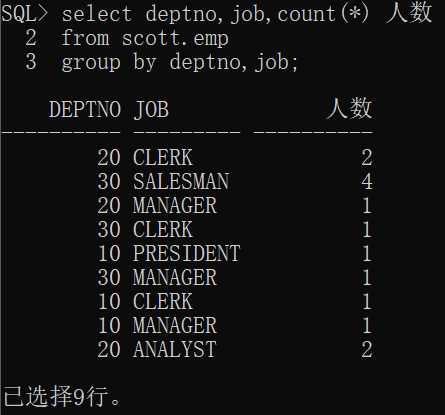 SQL> select deptno,job,count(*) 人数
  2  from scott.emp
  3  group by deptno,job;

    DEPTNO JOB             人数
---------- --------- ----------
        20 CLERK              2
        30 SALESMAN           4
        20 MANAGER            1
        30 CLERK              1
        10 PRESIDENT          1
        30 MANAGER            1
        10 CLERK              1
        10 MANAGER            1
        20 ANALYST            2

已选择9行。